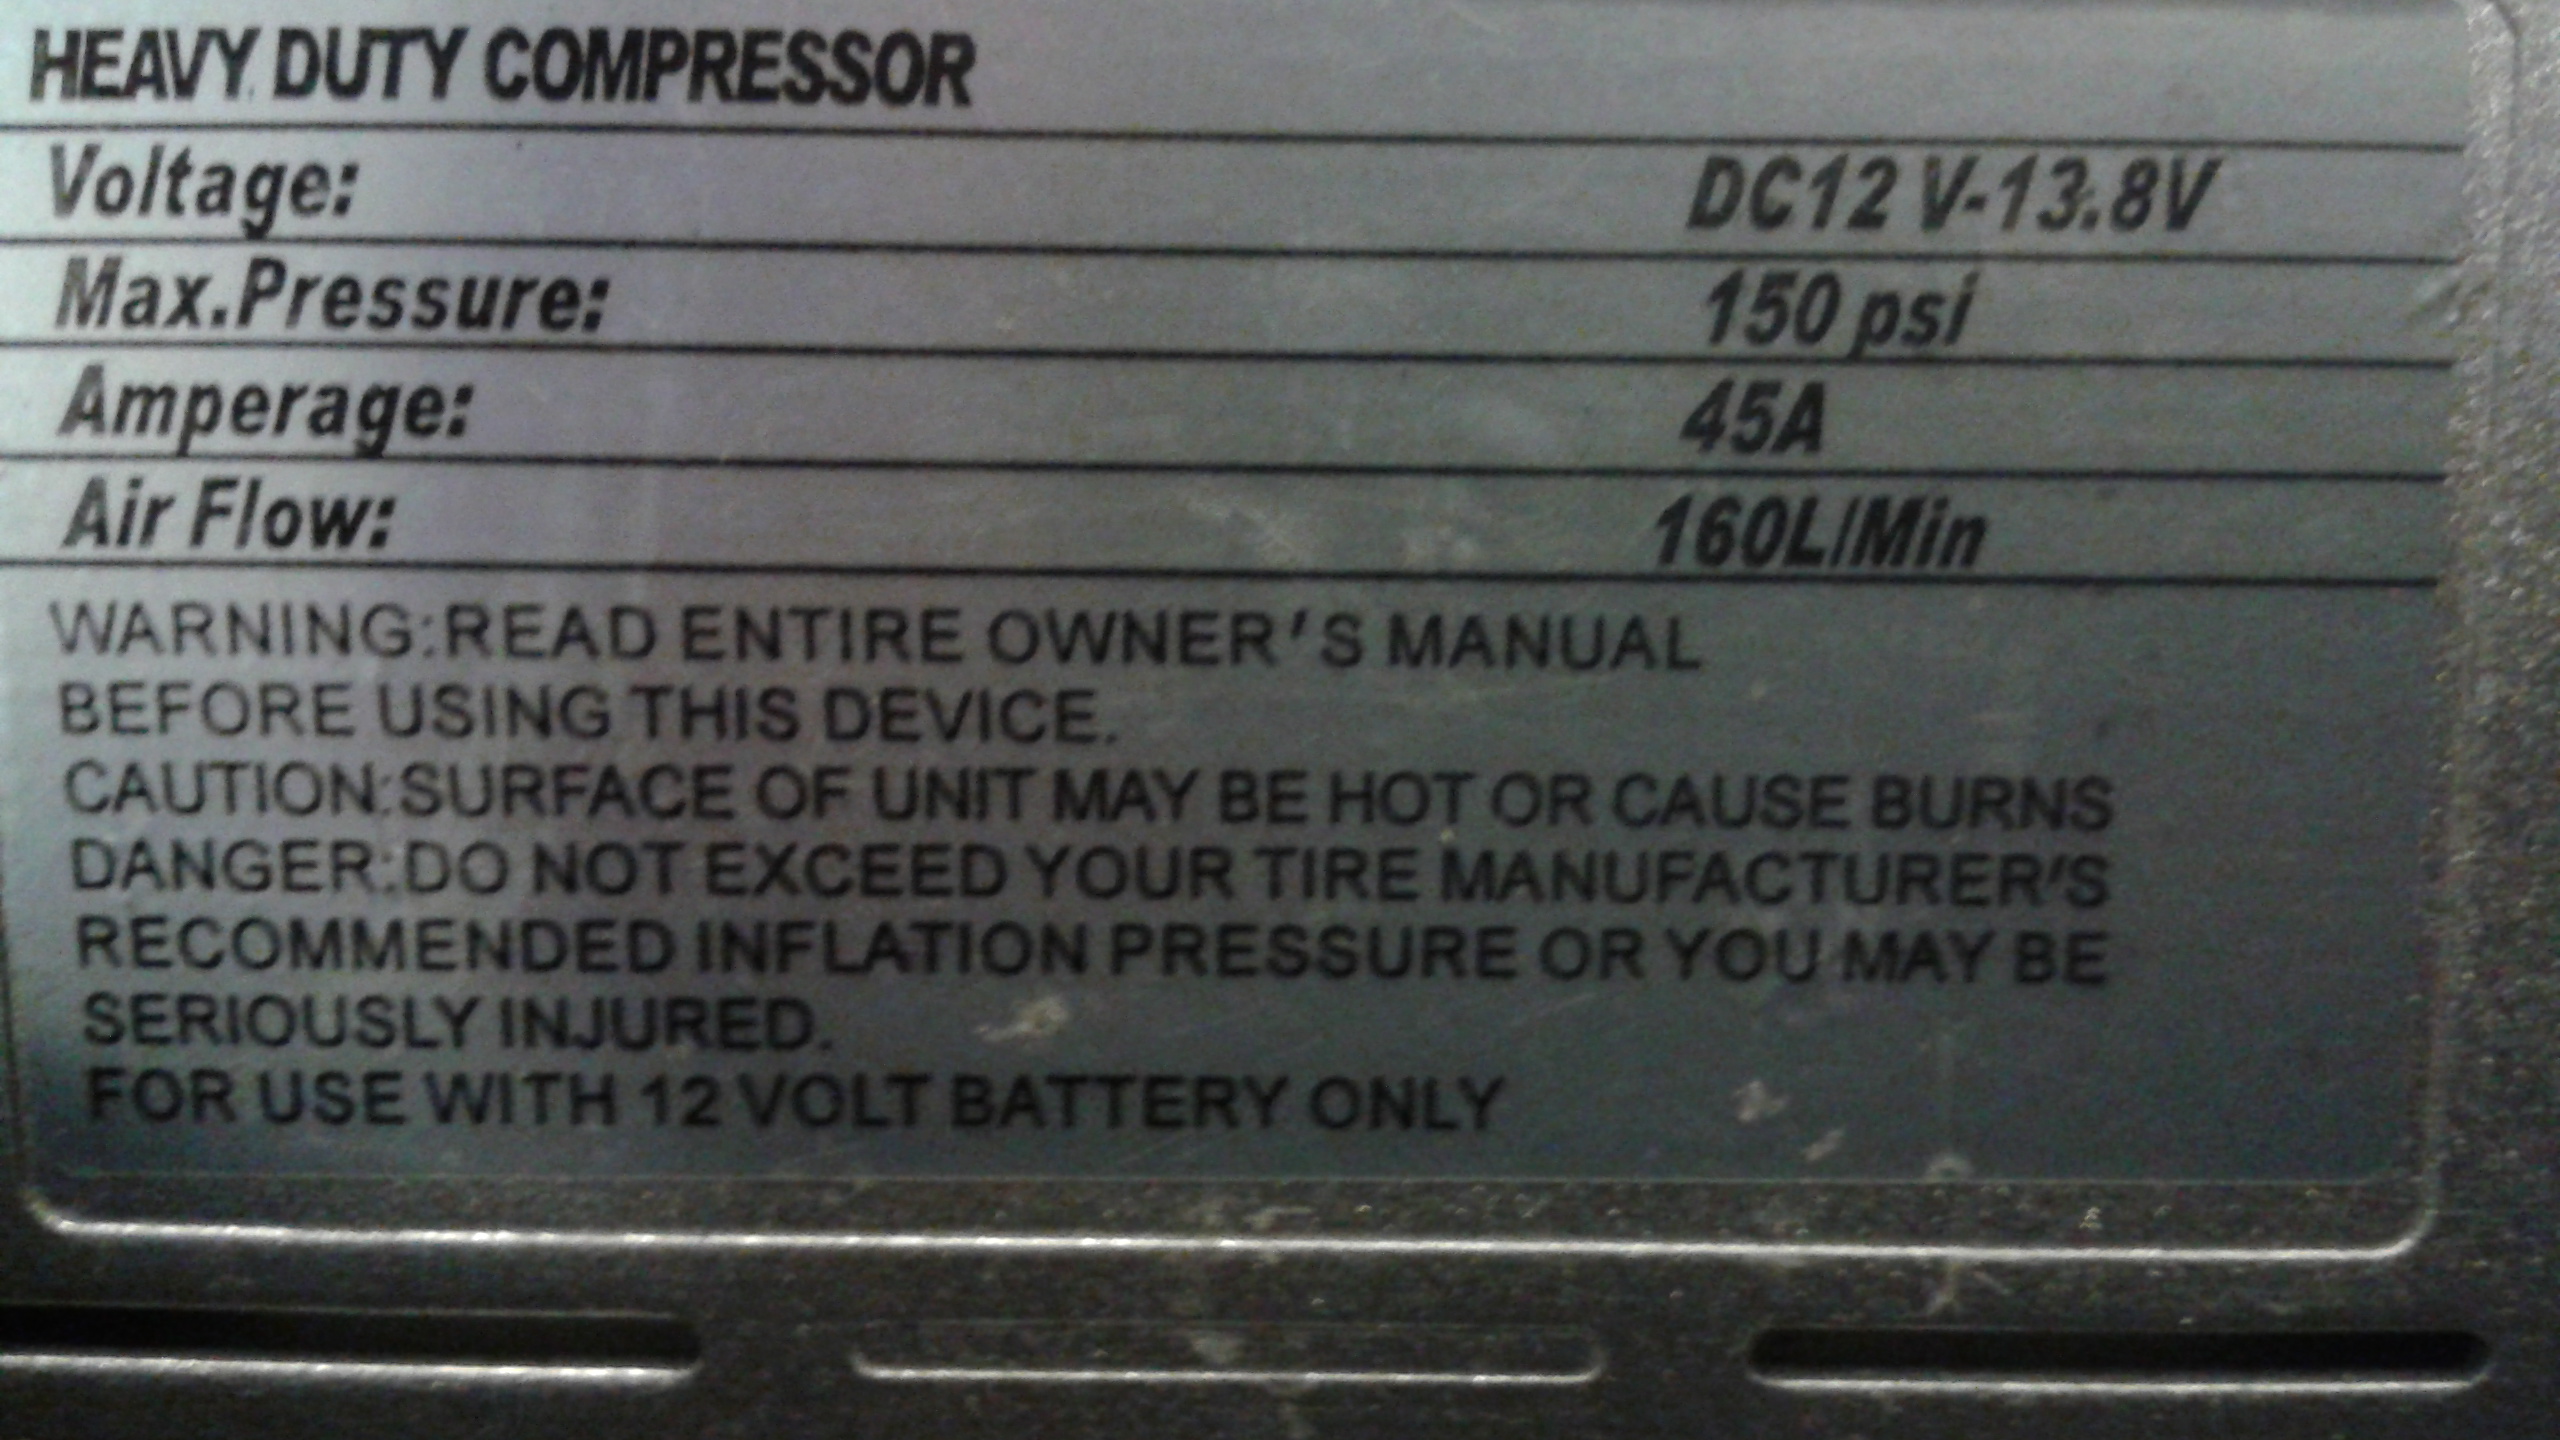 HEAVY DUTY COMPRESSOR
Voltage: DC12 V-13.8V
Max.Pressure: 150 psi
Amperage: 45A
Air Flow: 160L/Min
WARNING:READ ENTIRE OWNER'S MANUAL
BEFORE USING THIS DEVICE.
CAUTION:SURFACE OF UNIT MAY BE HOT OR CAUSE BURNS
DANGER:DO NOT EXCEED YOUR TIRE MANUFACTURER'S
RECOMMENDED INFLATION PRESSURE OR YOU MAY BE
SERIOUSLY INJURED.
FOR USE WITH 12 VOLT BATTERY ONLY